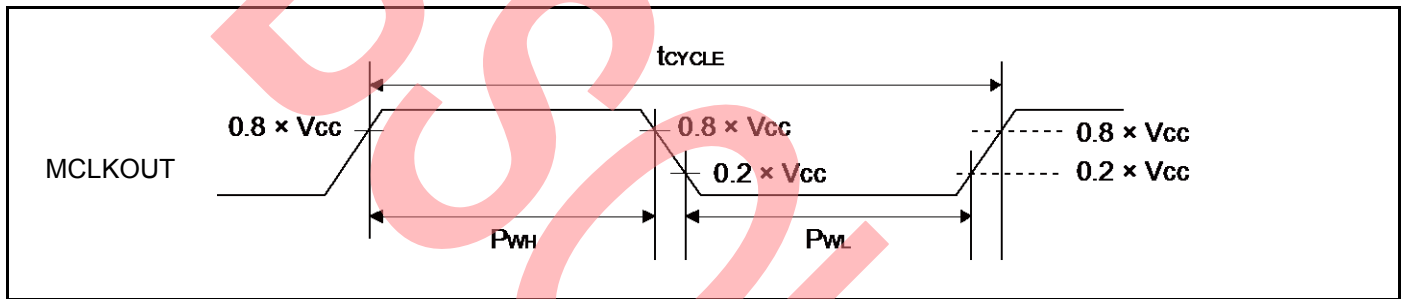 tCYCLE
0.8 × Vcc
0.8 × Vcc
0.8 × Vcc
MCLKOUT
0.2 × Vcc
0.2 × Vcc
PWH
PWL